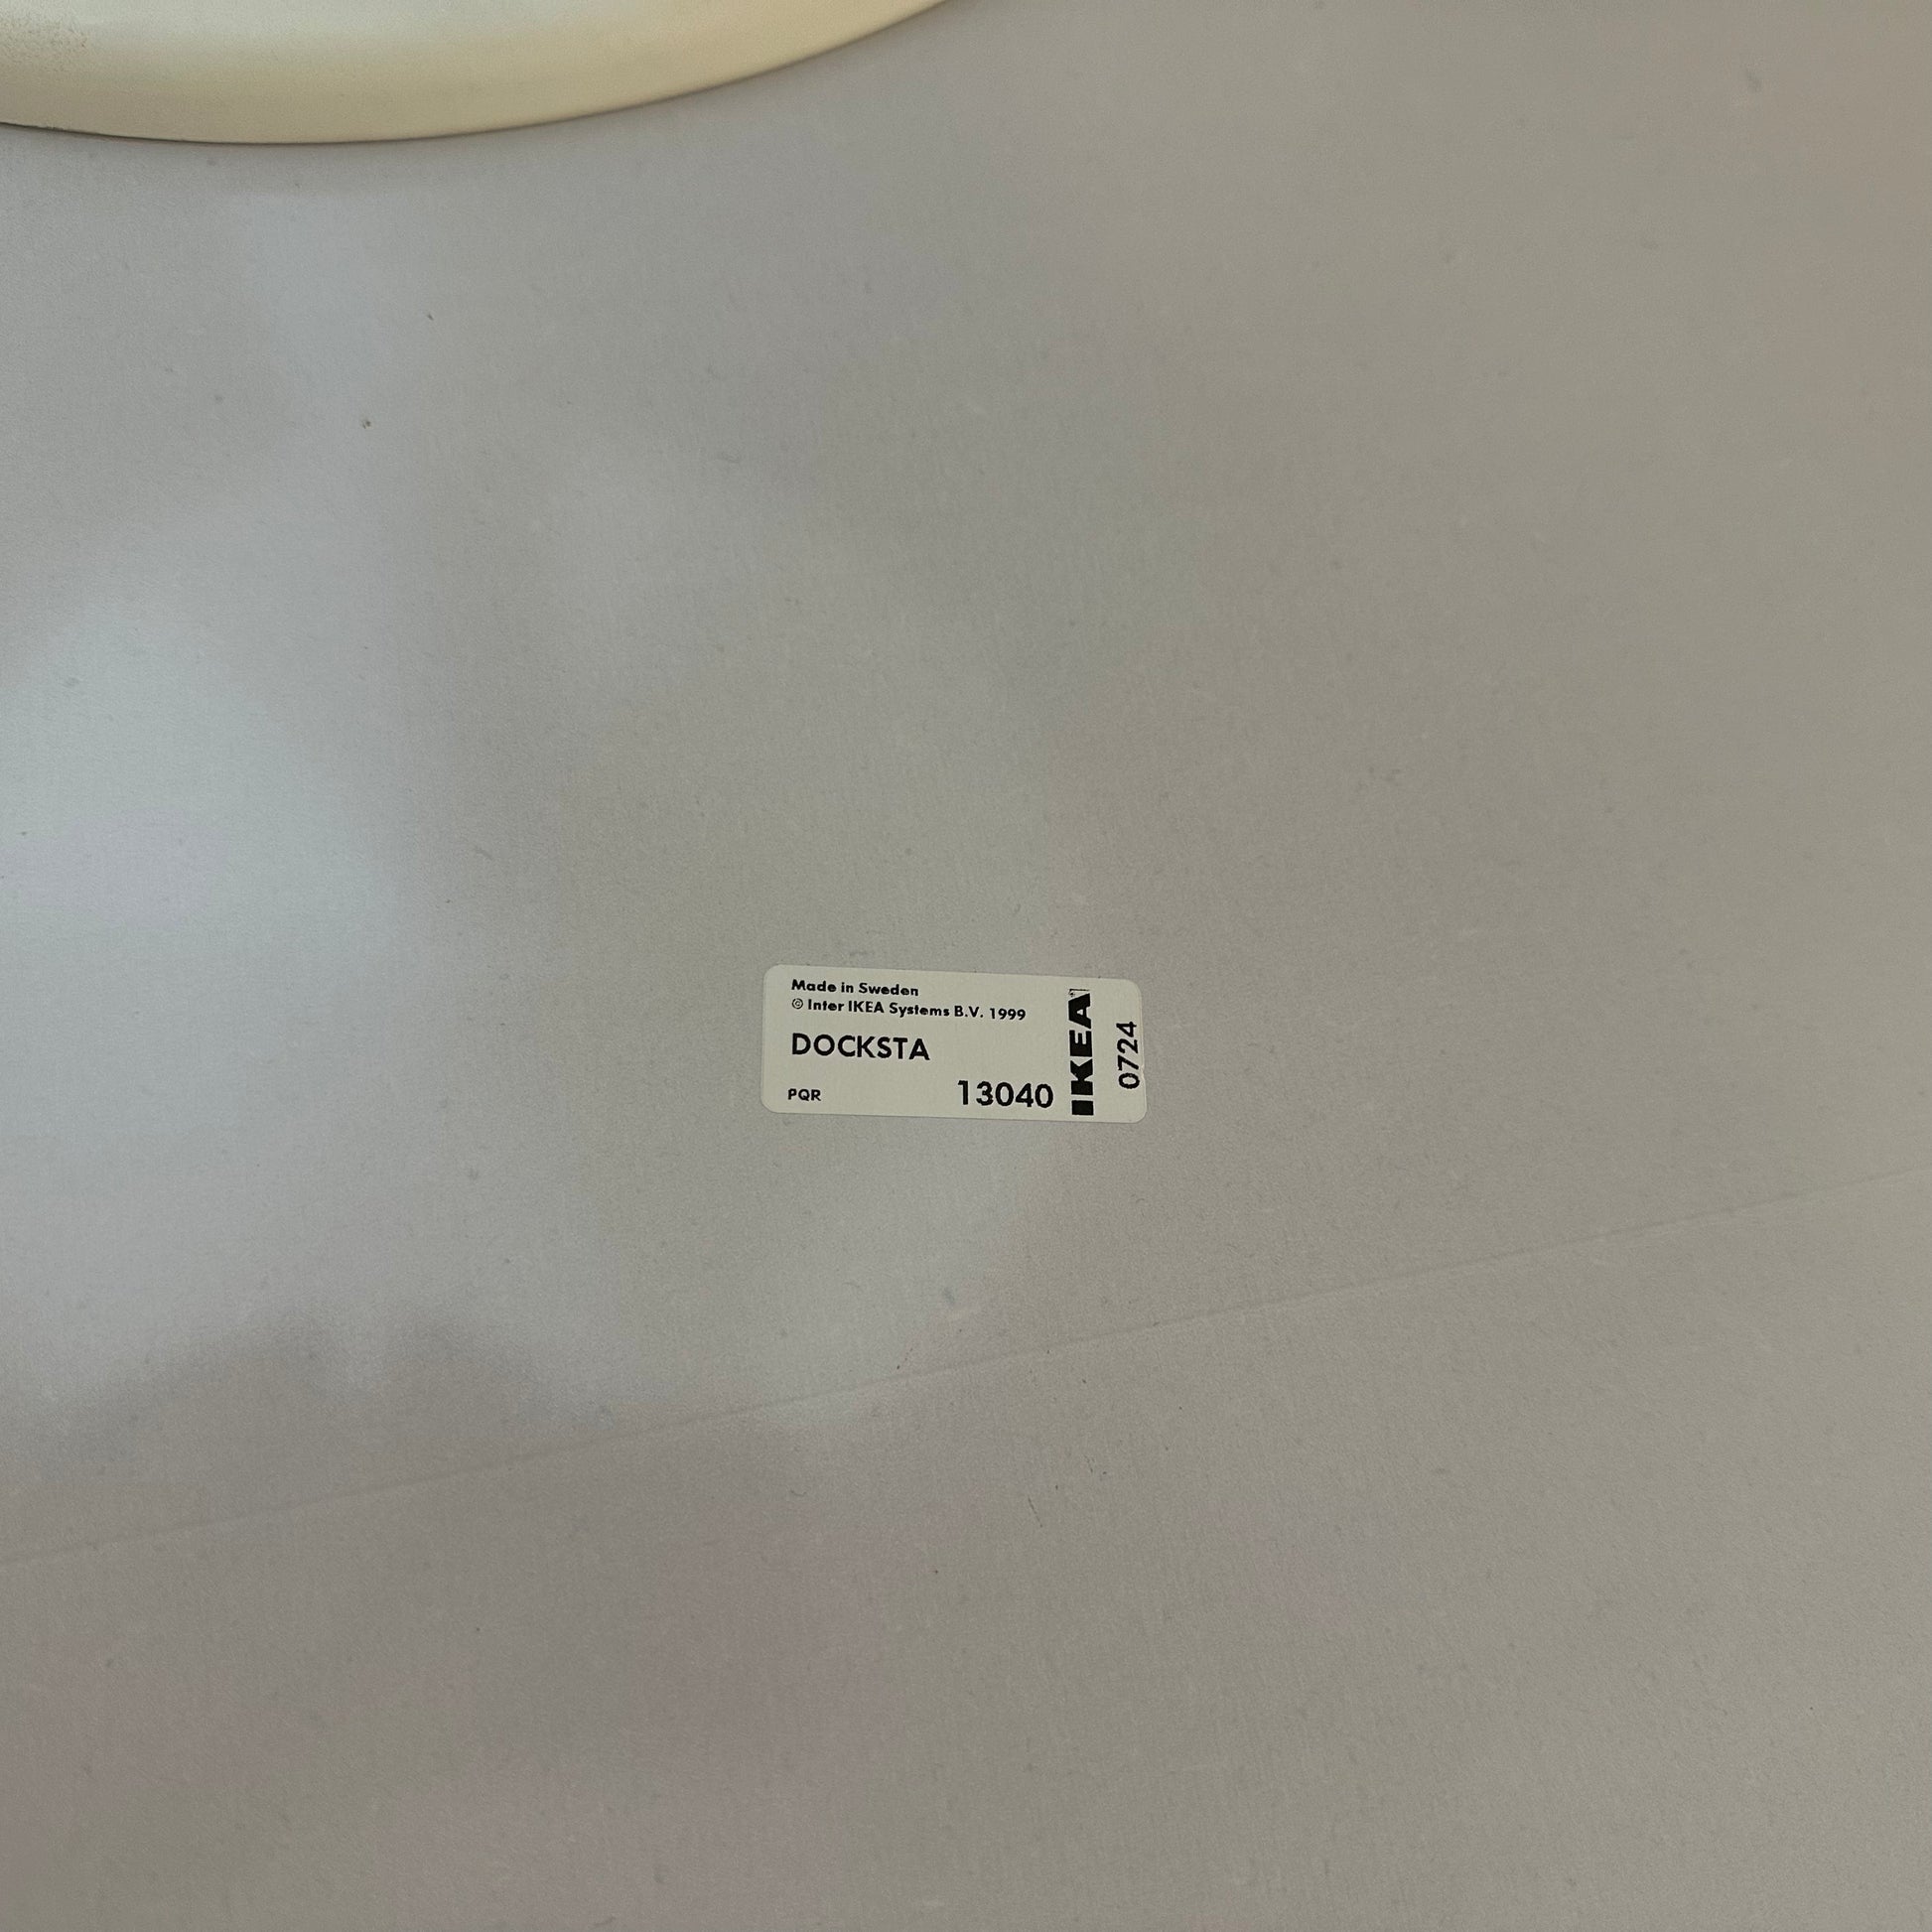 Made in Sweden
© Inter IKEA Systems B.V. 1999
DOCKSTA
PQR 13040
IKEA
0724